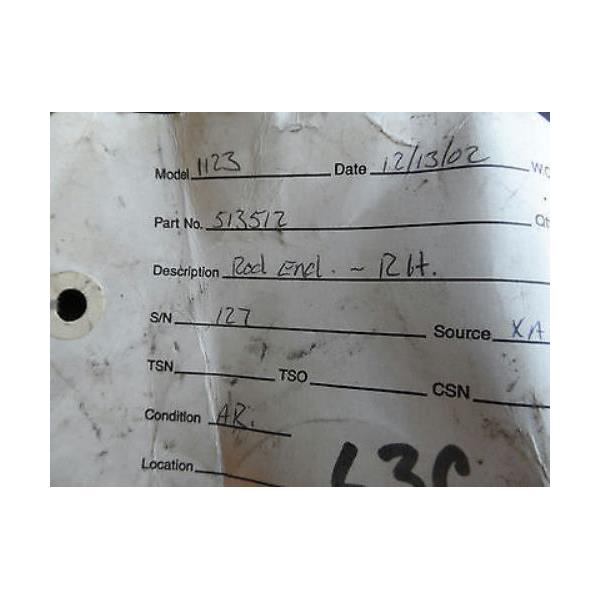 Model 1123 Date 12/13/02 W.O
Part No. 513512
Description Rod End. ~ RH.
S/N 127 Source XA
TSN TSO CSN
Condition AR.
Location